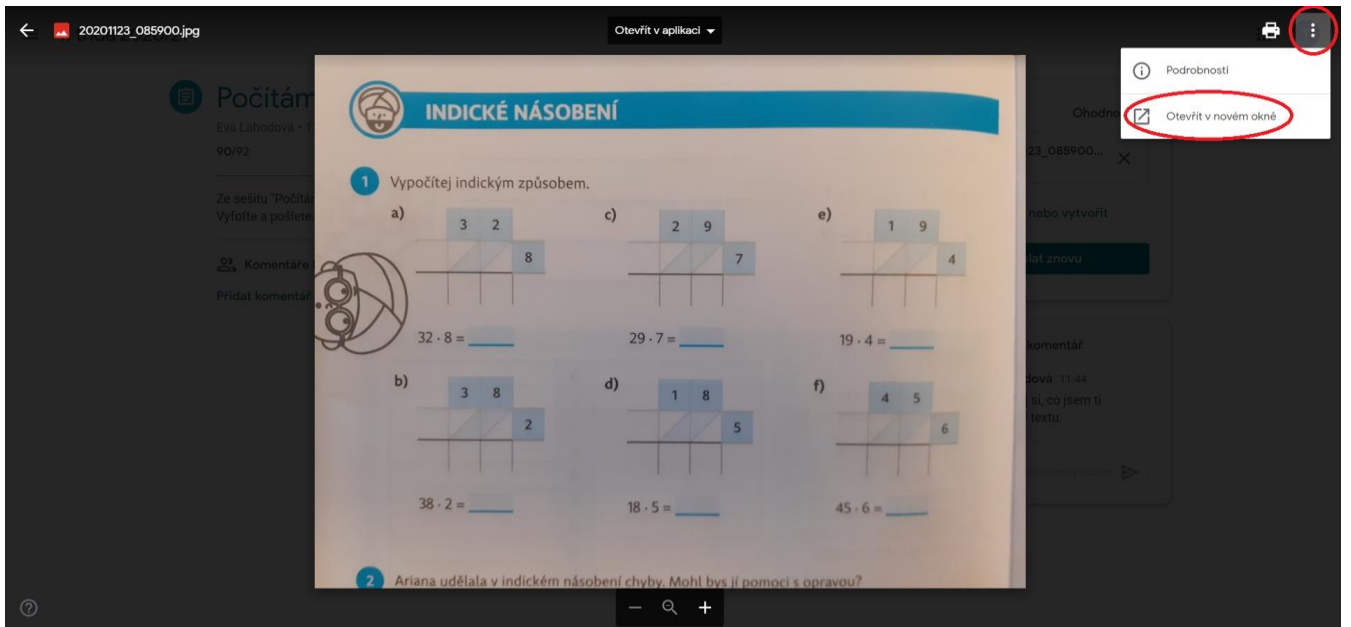 20201123_085900.jpg
Otevřít v aplikaci
Podrobnosti
Otevřít v novém okně
Počítám
Eva Lahodová • 1
90/92
Ze sešitu "Počítá
Vyfoťte a pošlete.
Komentáře
Přidat komentář
INDICKÉ NÁSOBENÍ
1 Vypočítej indickým způsobem.
a) 3 2
8
32 · 8 =
c) 2 9
7
29 · 7 =
e) 1 9
4
19 · 4 =
b) 3 8
2
38 · 2 =
d) 1 8
5
18 · 5 =
f) 4 5
6
45 · 6 =
2 Ariana udělala v indickém násobení chyby. Mohl bys jí pomoci s opravou?
Ohodno
23_085900...
nebo vytvořit
lat znovu
komentář
dová 11:44
si, co jsem ti
textu.